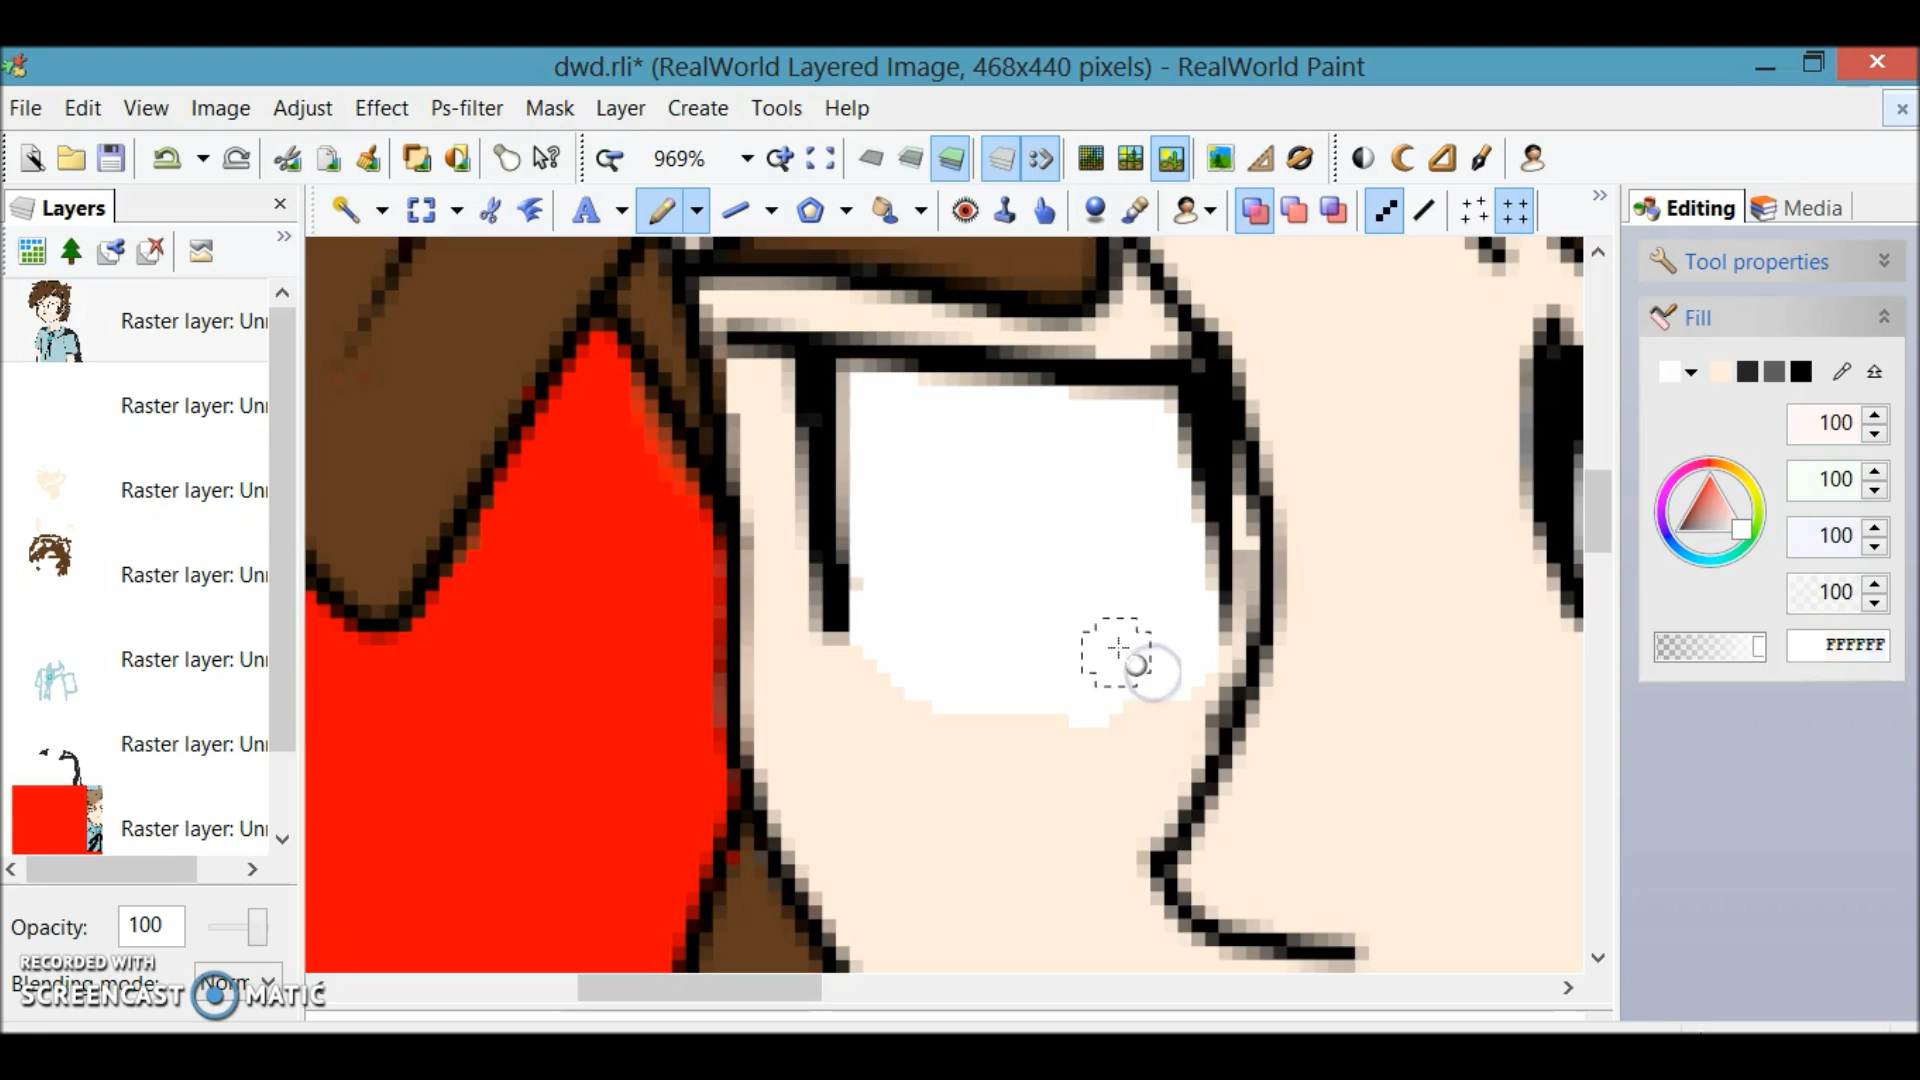 dwd.rli* (RealWorld Layered Image, 468x440 pixels) - RealWorld Paint
File Edit View Image Adjust Effect Ps-filter Mask Layer Create Tools Help
969%
Layers
A
Editing Media
Tool properties
Fill
Raster layer: Un
Raster layer: Un
Raster layer: Un
Raster layer: Un
Raster layer: Un
Raster layer: Un
Raster layer: Un
100
100
100
100
FFFFFF
Opacity: 100
Blending mode: Norm
RECORDED WITH
SCREENCAST MATIC